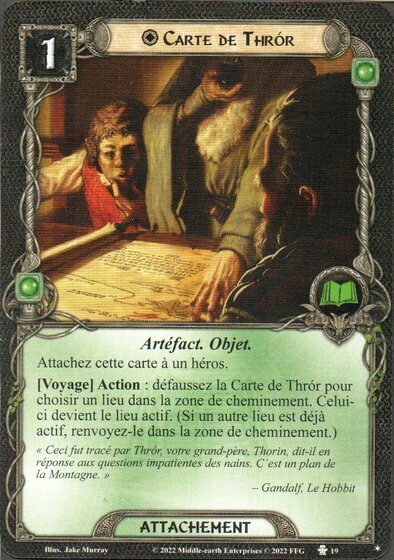 1
Carte de Thrór
Artéfact. Objet.
Attachez cette carte à un héros.
[Voyage] Action : défaussez la Carte de Thrór pour
choisir un lieu dans la zone de cheminement. Celui-
ci devient le lieu actif. (Si un autre lieu est déjà
actif, renvoyez-le dans la zone de cheminement.)
« Ceci fut tracé par Thrór, votre grand-père, Thorin, dit-il en
réponse aux questions impatientes des nains. C'est un plan de
la Montagne. »
– Gandalf, Le Hobbit
ATTACHEMENT
Illus. Jake Murray © 2022 Middle-earth Enterprises © 2022 FFG 19